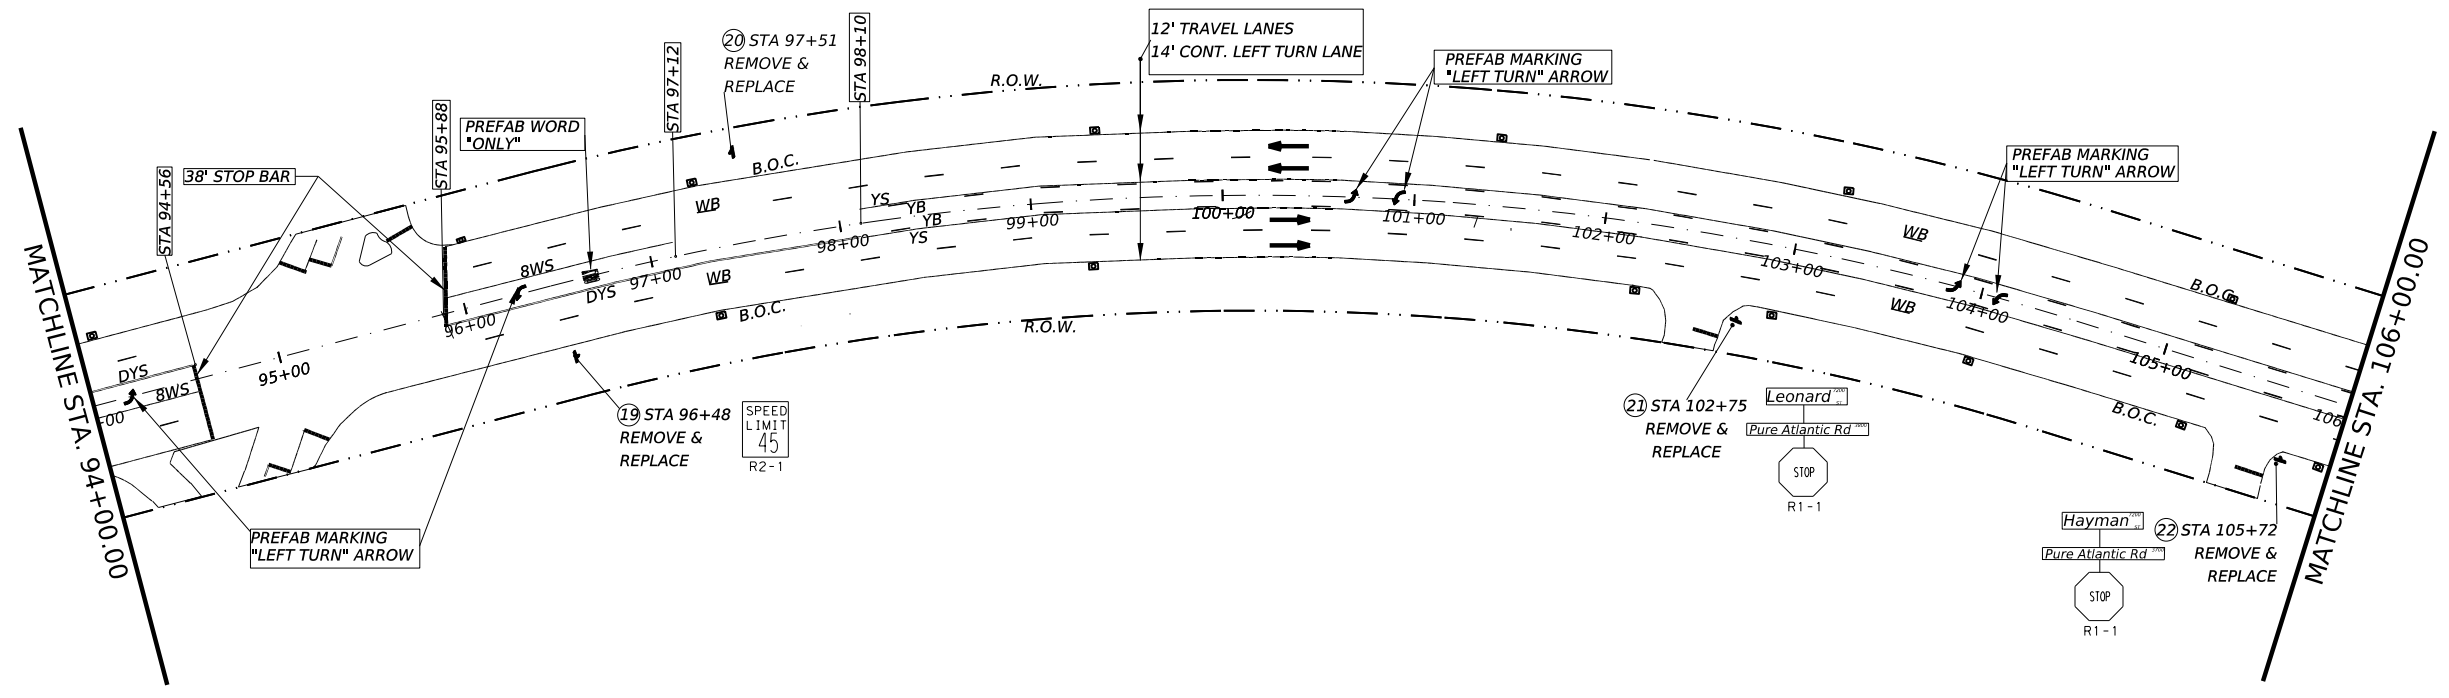 MATCHLINE STA. 94+00.00
STA 94+56
38' STOP BAR
STA 95+88
PREFAB WORD
"ONLY"
STA 97+12
20 STA 97+51
REMOVE &
REPLACE
STA 98+10
R.O.W.
12' TRAVEL LANES
14' CONT. LEFT TURN LANE
PREFAB MARKING
"LEFT TURN" ARROW
PREFAB MARKING
"LEFT TURN" ARROW
B.O.C.
WB
YS
YB
YB
YS
WB
B.O.C.
8WS
DYS
WB
B.O.C.
R.O.W.
DYS
8WS
WB
B.O.C.
-00
95+00
96+00
97+00
98+00
99+00
100+00
101+00
102+00
103+00
104+00
105+00
106
PREFAB MARKING
"LEFT TURN" ARROW
19 STA 96+48
REMOVE &
REPLACE
SPEED
LIMIT
45
R2-1
21 STA 102+75
REMOVE &
REPLACE
Leonard
Pure Atlantic Rd
STOP
R1-1
Hayman
Pure Atlantic Rd
STOP
R1-1
22 STA 105+72
REMOVE &
REPLACE
MATCHLINE STA. 106+00.00